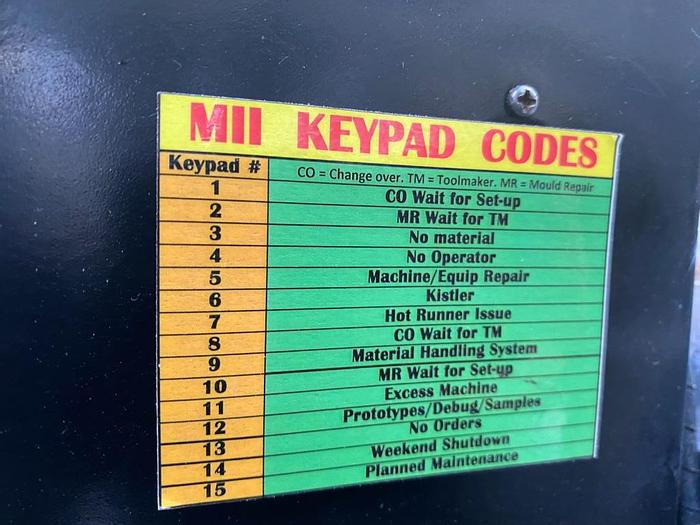 MII KEYPAD CODES
Keypad # CO = Change over. TM = Toolmaker. MR = Mould Repair
1 CO Wait for Set-up
2 MR Wait for TM
3 No material
4 No Operator
5 Machine/Equip Repair
6 Kistler
7 Hot Runner Issue
8 CO Wait for TM
9 Material Handling System
10 MR Wait for Set-up
11 Excess Machine
12 Prototypes/Debug/Samples
13 No Orders
14 Weekend Shutdown
15 Planned Maintenance